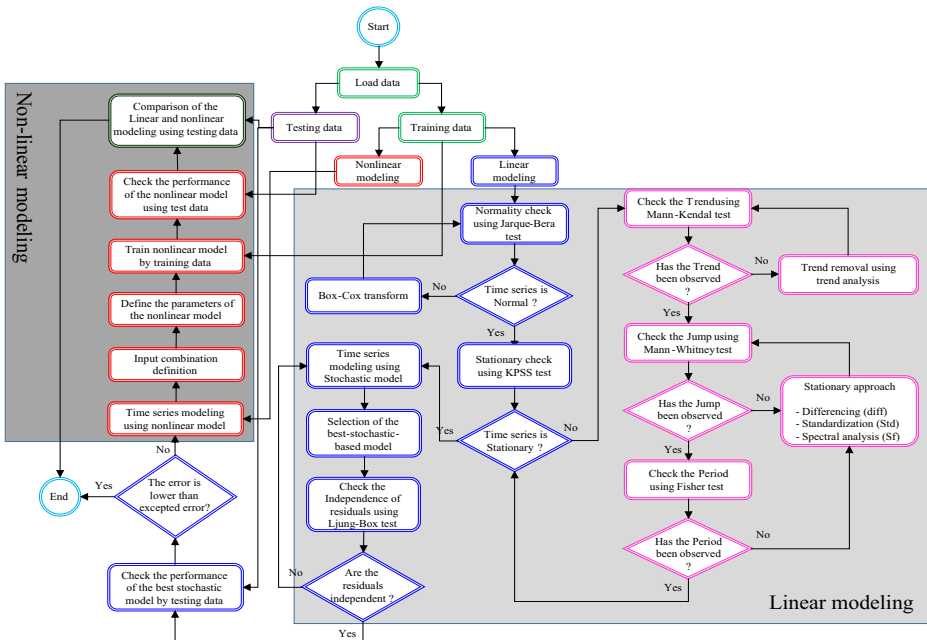 Start
Load data
Testing data
Training data
Nonlinear
modeling
Linear
modeling
Non-linear modeling
Comparison of the
Linear and nonlinear
modeling using testing data
Check the performance
of the nonlinear model
using test data
Train nonlinear model
by training data
Define the parameters of
the nonlinear model
Input combination
definition
Time series modeling
using nonlinear model
No
The error is
lower than
excepted error?
Yes
End
Check the performance
of the best stochastic
model by testing data
Normality check
using Jarque-Bera
test
Time series is
Normal ?
No
Box-Cox transform
Yes
Stationary check
using KPSS test
Time series is
Stationary ?
Yes
No
Time series
modeling using
Stochastic model
Selection of the
best-stochastic-
based model
Check the
Independence of
residuals using
Ljung-Box test
Are the
residuals
independent ?
No
Yes
Check the Trendusing
Mann-Kendal test
Has the Trend
been observed
?
No
Trend removal using
trend analysis
Yes
Check the Jump using
Mann-Whitneytest
Has the Jump
been observed
?
No
Stationary approach
- Differencing (diff)
- Standardization (Std)
- Spectral analysis (Sf)
Yes
Check the Period
using Fisher test
Has the Period
been observed
?
No
Yes
Linear modeling